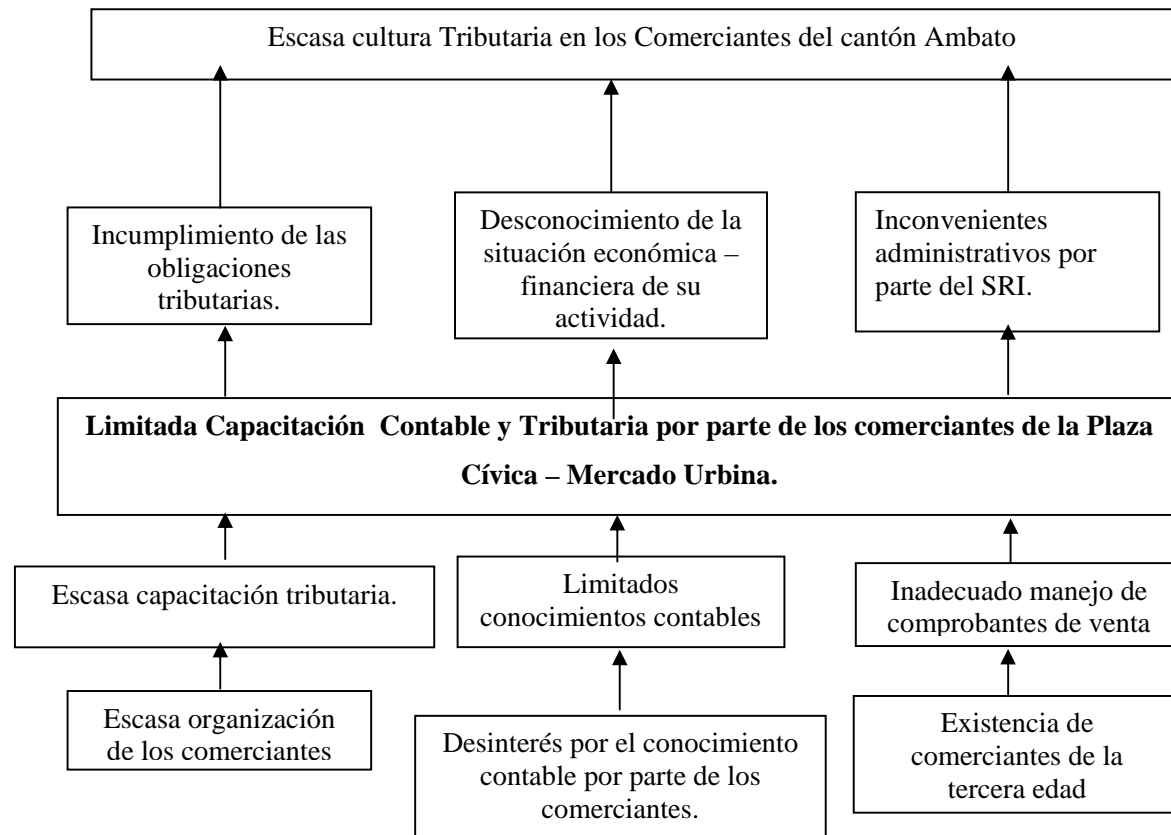 Escasa cultura Tributaria en los Comerciantes del cantón Ambato
Incumplimiento de las
obligaciones
tributarias.
Desconocimiento de la
situación económica –
financiera de su
actividad.
Inconvenientes
administrativos por
parte del SRI.
Limitada Capacitación Contable y Tributaria por parte de los comerciantes de la Plaza
Cívica – Mercado Urbina.
Escasa capacitación tributaria.
Limitados
conocimientos contables
Inadecuado manejo de
comprobantes de venta
Escasa organización
de los comerciantes
Desinterés por el conocimiento
contable por parte de los
comerciantes.
Existencia de
comerciantes de la
tercera edad